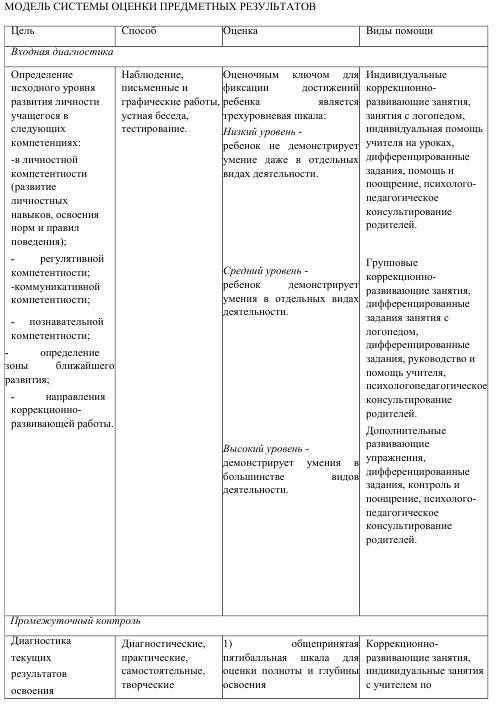 МОДЕЛЬ СИСТЕМЫ ОЦЕНКИ ПРЕДМЕТНЫХ РЕЗУЛЬТАТОВ
Цель
Способ
Оценка
Виды помощи
Входная диагностика
Определение
исходного уровня
развития личности
учащегося в
следующих
компетенциях:
-в личностной
компетентности
(развитие
личностных
навыков, освоения
норм и правил
поведения);
- регулятивной
компетентности;
-коммуникативной
компетентности;
- познавательной
компетентности;
- определение
зоны ближайшего
развития;
- направления
коррекционно-
развивающей работы.
Наблюдение,
письменные и
графические работы,
устная беседа,
тестирование.
Оценочным ключом для
фиксации достижений
ребенка является
трехуровневая шкала:
Низкий уровень -
ребенок не демонстрирует
умение даже в отдельных
видах деятельности.
Средний уровень -
ребенок демонстрирует
умения в отдельных видах
деятельности.
Высокий уровень -
демонстрирует умения в
большинстве видов
деятельности.
Индивидуальные
коррекционно-
развивающие занятия,
занятия с логопедом,
индивидуальная помощь
учителя на уроках,
дифференцированные
задания, помощь и
поощрение, психолого-
педагогическое
консультирование
родителей.
Групповые
коррекционно-
развивающие занятия,
дифференцированные
задания занятия с
логопедом,
дифференцированные
задания, руководство и
помощь учителя,
психологопедагогическое
консультирование
родителей.
Дополнительные
развивающие
упражнения,
дифференцированные
задания, контроль и
поощрение, психолого-
педагогическое
консультирование
родителей.
Промежуточный контроль
Диагностика
текущих
результатов
освоения
Диагностические,
практические,
самостоятельные,
творческие
1) общепринятая
пятибалльная шкала для
оценки полноты и глубины
освоения
Коррекционно-
развивающие занятия,
индивидуальные занятия
с учителем по